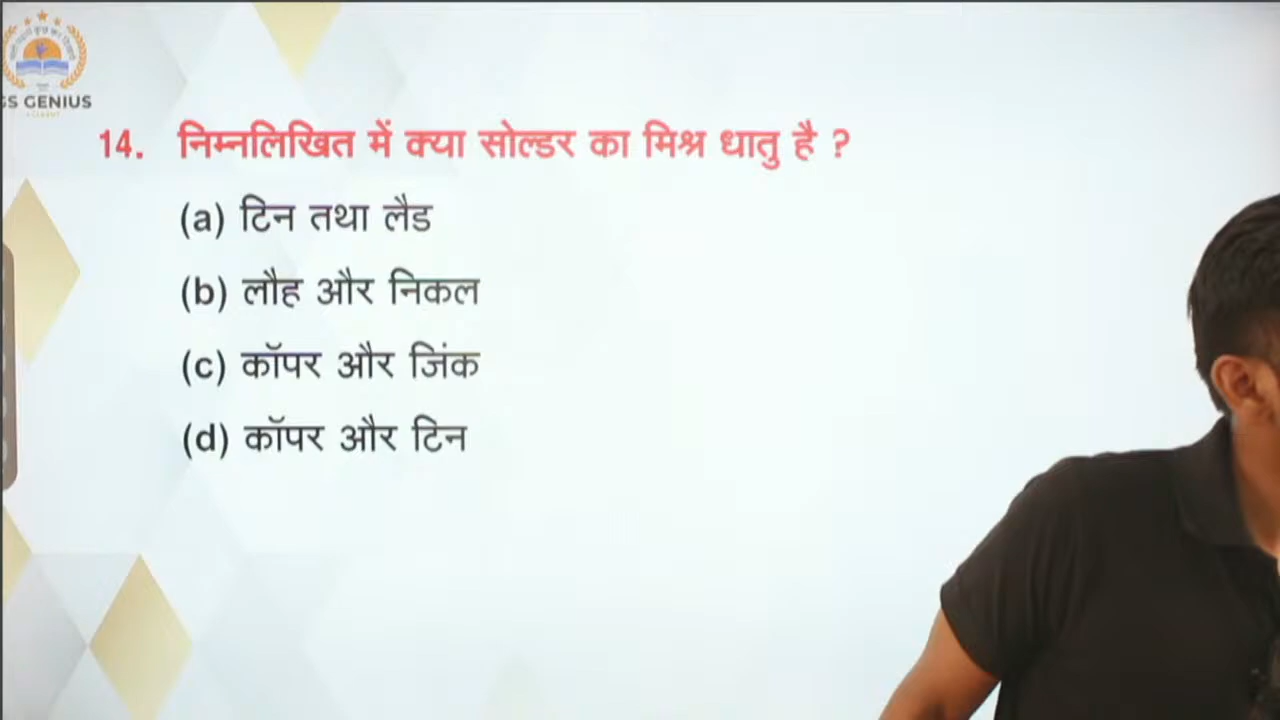 GS GENIUS
14. निम्नलिखित में क्या सोल्डर का मिश्र धातु है ?
(a) टिन तथा लैड
(b) लौह और निकल
(c) कॉपर और जिंक
(d) कॉपर और टिन